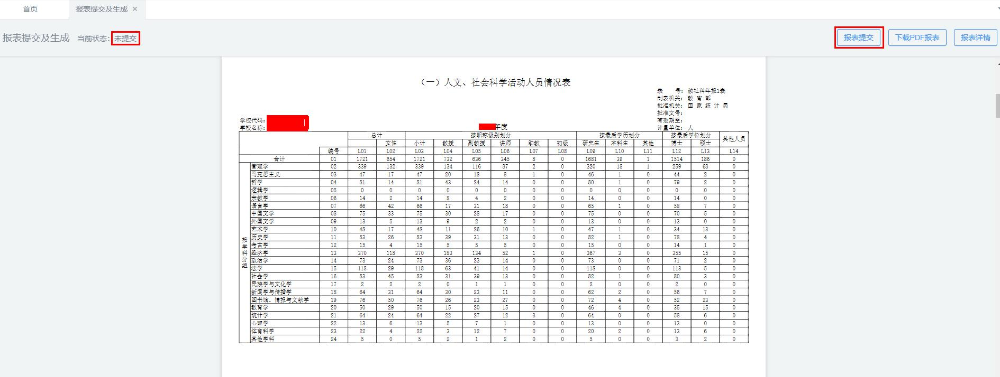 首页 报表提交及生成 ×
报表提交及生成 当前状态: 未提交 报表提交 下载PDF报表 报表详情
（一）人文、社会科学活动人员情况表
表 号： 教社科年报1表
制表机关： 教 育 部
批准机关： 国 家 统 计 局
批准文号：
有效期至：
学校代码：
学校名称： 年度 计量单位： 人
总计 按职称级别划分 按最后学历划分 按最后学位划分 其他人员
女性 小计 教授 副教授 讲师 助教 初级 研究生 本科生 其他 博士 硕士
编号 L01 L02 L03 L04 L05 L06 L07 L08 L09 L10 L11 L12 L13 L14
合计 01 1721 654 1721 732 636 345 8 0 1681 39 1 1514 186 0
按学科分组
管理学 02 339 132 339 134 116 87 2 0 320 18 1 259 68 0
马克思主义 03 47 17 47 20 18 8 1 0 46 1 0 44 2 0
哲学 04 81 14 81 43 24 14 0 0 80 1 0 79 2 0
逻辑学 05 0 0 0 0 0 0 0 0 0 0 0 0 0 0
宗教学 06 14 2 14 8 4 2 0 0 14 0 0 14 0 0
语言学 07 66 42 66 17 31 18 0 0 65 1 0 58 7 0
中国文学 08 75 33 75 30 28 17 0 0 75 0 0 70 5 0
外国文学 09 13 5 13 9 2 2 0 0 13 0 0 13 0 0
艺术学 10 48 17 48 11 26 10 1 0 47 1 0 34 13 0
历史学 11 83 26 83 39 31 13 0 0 82 1 0 78 4 0
考古学 12 15 4 15 5 5 5 0 0 15 0 0 14 1 0
经济学 13 370 118 370 183 134 52 1 0 367 3 0 355 15 0
政治学 14 73 24 73 36 23 14 0 0 73 0 0 71 2 0
法学 15 118 29 118 63 41 14 0 0 118 0 0 113 5 0
社会学 16 83 45 83 31 39 13 0 0 82 1 0 80 3 0
民族学与文化学 17 2 2 2 0 1 1 0 0 2 0 0 2 0 0
新闻学与传播学 18 64 31 64 30 23 11 0 0 62 2 0 56 7 0
图书馆、情报与文献学 19 76 50 76 26 23 27 0 0 72 4 0 52 23 0
教育学 20 50 29 50 15 20 15 0 0 46 4 0 35 15 0
统计学 21 64 24 64 22 27 12 3 0 64 0 0 58 6 0
心理学 22 13 6 13 5 7 1 0 0 13 0 0 13 0 0
体育科学 23 22 4 22 3 12 7 0 0 20 2 0 13 6 0
其他学科 24 5 0 5 2 1 2 0 0 5 0 0 3 2 0